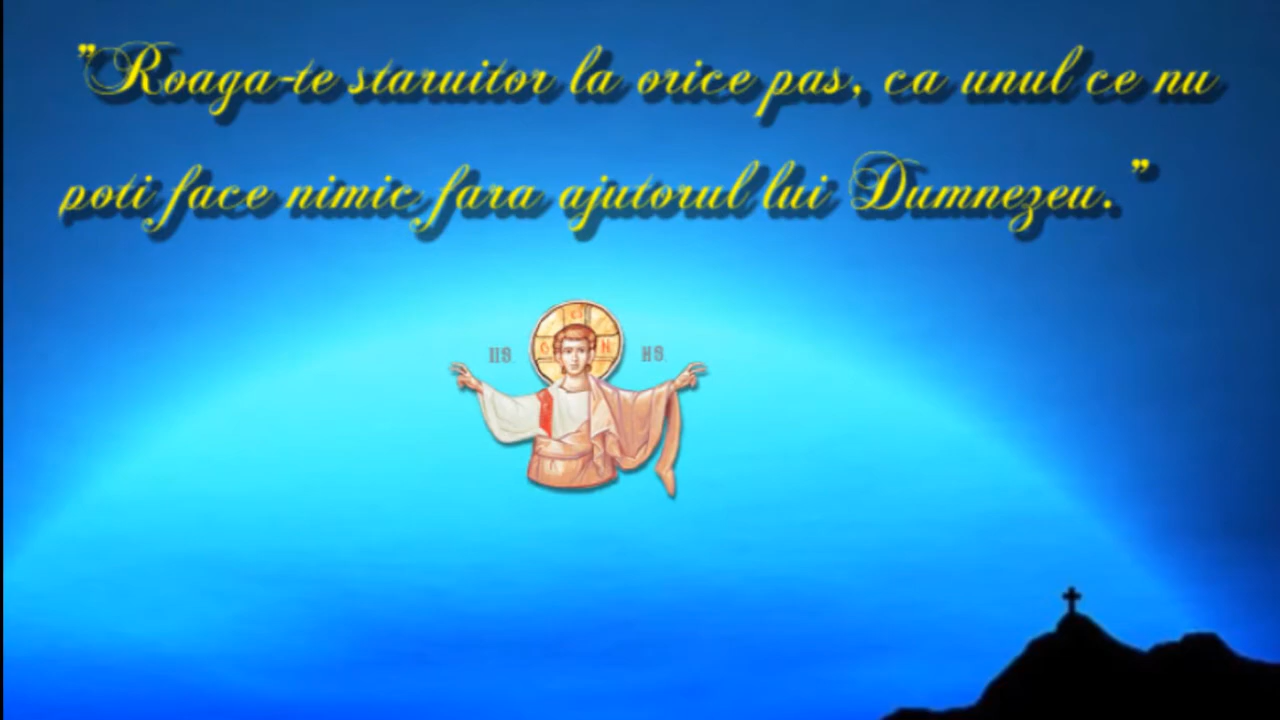 "Roaga-te staruitor la orice pas, ca unul ce nu
poti face nimic fara ajutorul lui Dumnezeu."